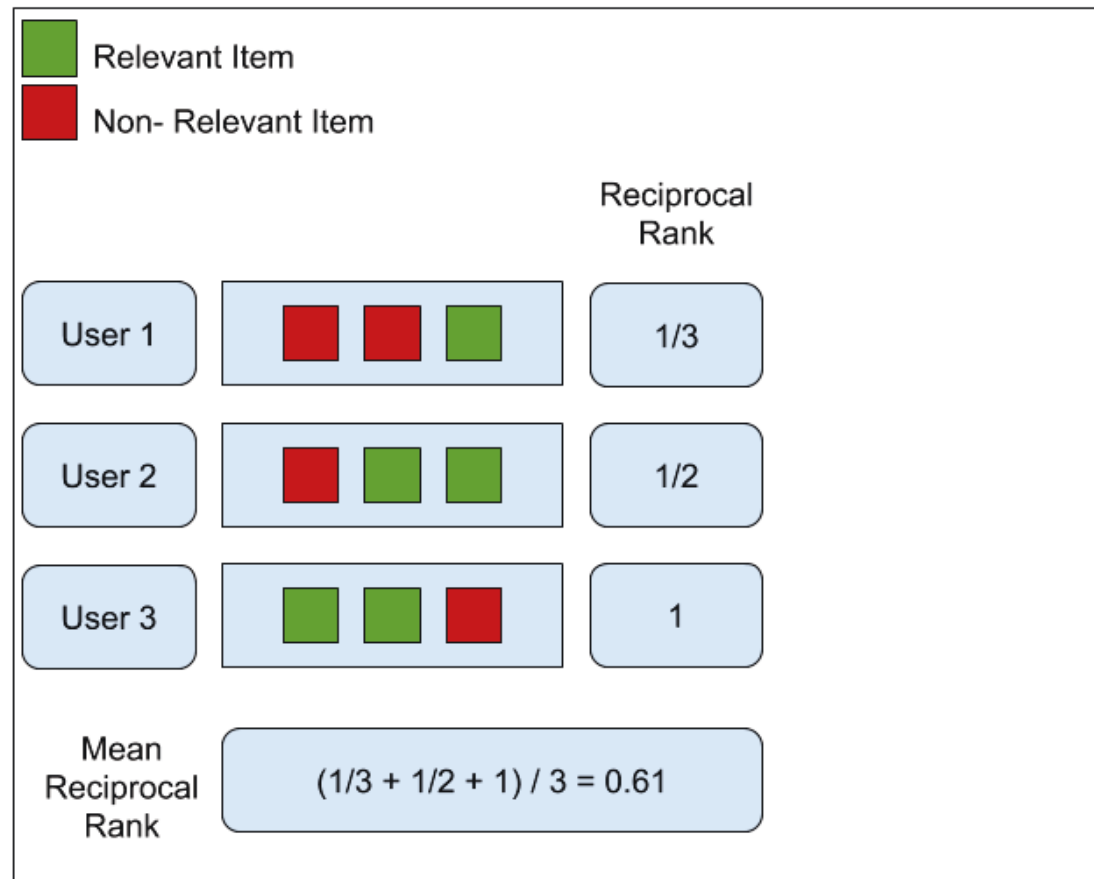 Relevant Item
Non- Relevant Item
Reciprocal
Rank
User 1
1/3
User 2
1/2
User 3
1
Mean
Reciprocal
Rank
(1/3 + 1/2 + 1) / 3 = 0.61